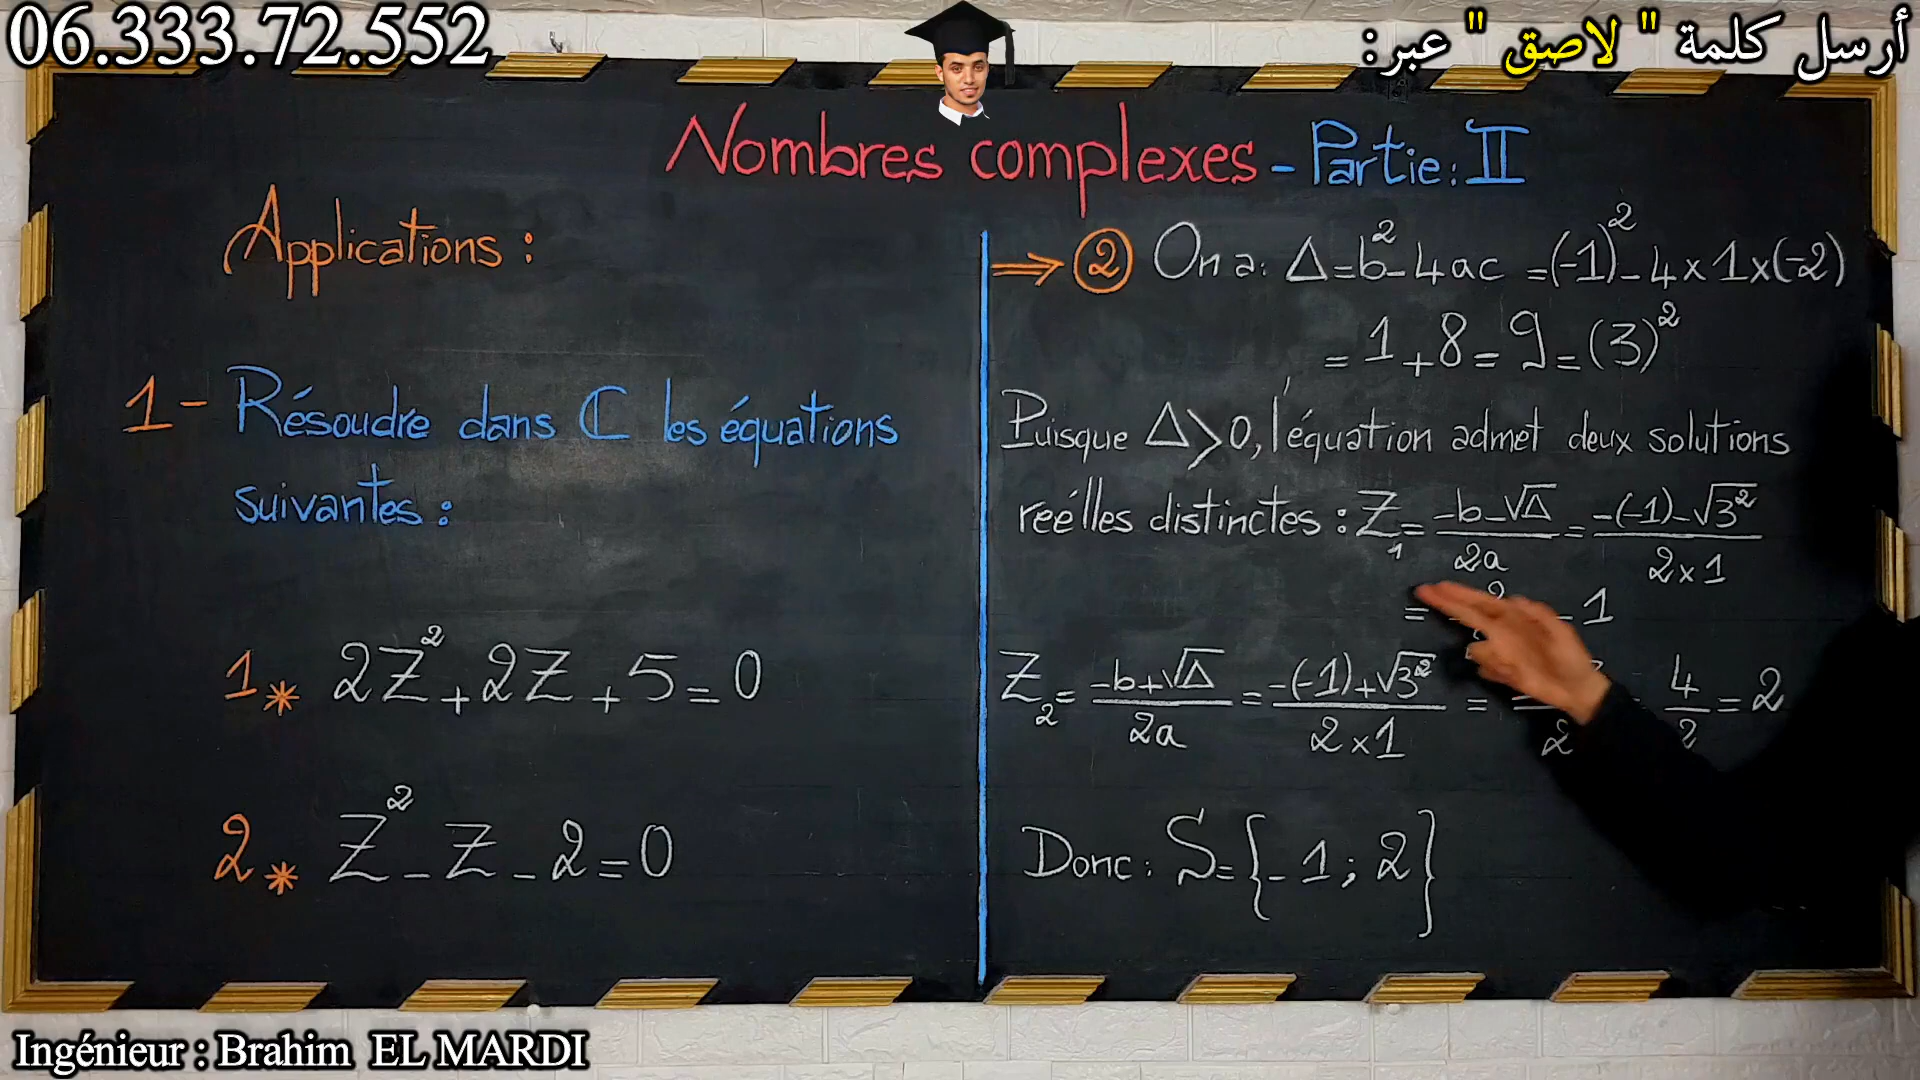 06.333.72.552
أرسل كلمة " لاصق " عبر:
Nombres complexes - Partie: II
Applications :
1- Résoudre dans ℂ les équations
suivantes :
1* 2Z² + 2Z + 5 = 0
2* Z² - Z - 2 = 0
⇒ ② On a: Δ = b² - 4ac = (-1)² - 4 × 1 × (-2)
= 1 + 8 = 9 = (3)²
Puisque Δ > 0, l'équation admet deux solutions
reélles distinctes : Z₁ = (-b - √Δ)/2a = (-(-1) - √3²)/(2 × 1)
= - 1
Z₂ = (-b + √Δ)/2a = (-(-1) + √3²)/(2 × 1) = 4/2 = 2
Donc : S = {- 1 ; 2}
Ingénieur : Brahim EL MARDI